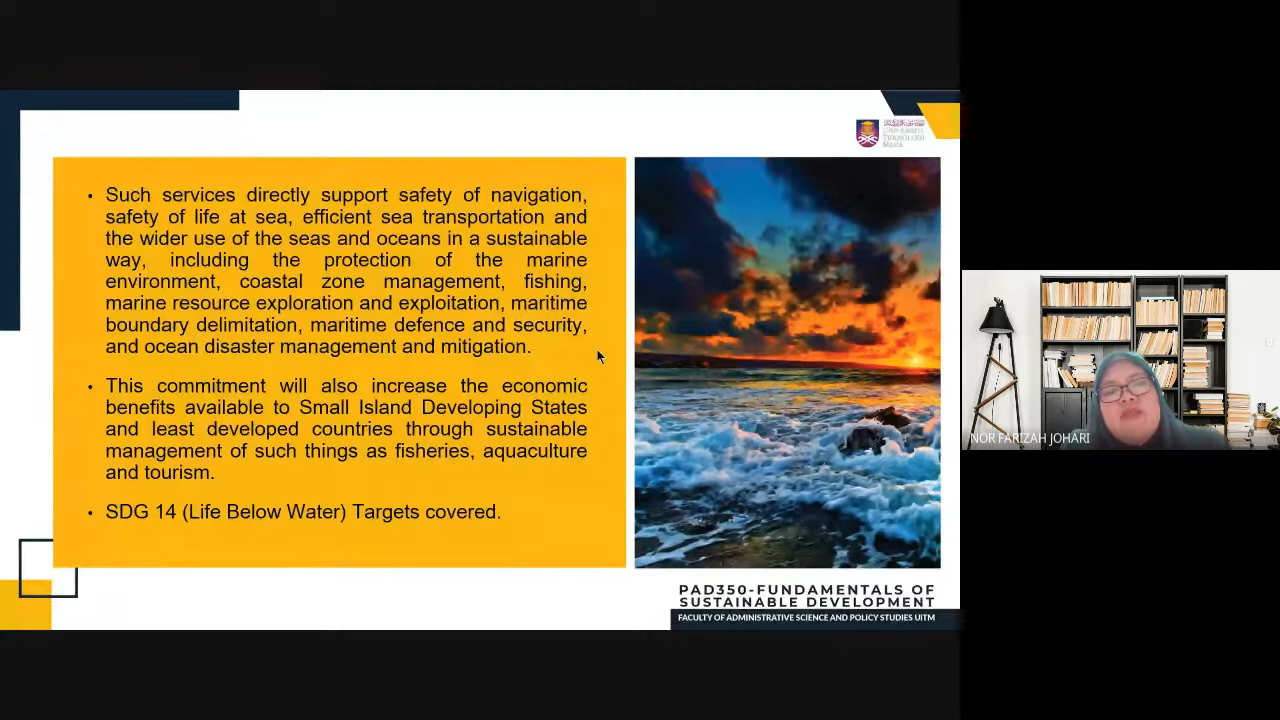 • Such services directly support safety of navigation,
safety of life at sea, efficient sea transportation and
the wider use of the seas and oceans in a sustainable
way, including the protection of the marine
environment, coastal zone management, fishing,
marine resource exploration and exploitation, maritime
boundary delimitation, maritime defence and security,
and ocean disaster management and mitigation.
• This commitment will also increase the economic
benefits available to Small Island Developing States
and least developed countries through sustainable
management of such things as fisheries, aquaculture
and tourism.
• SDG 14 (Life Below Water) Targets covered.
PAD350-FUNDAMENTALS OF
SUSTAINABLE DEVELOPMENT
FACULTY OF ADMINISTRATIVE SCIENCE AND POLICY STUDIES UITM
NOR FARIZAH JOHARI